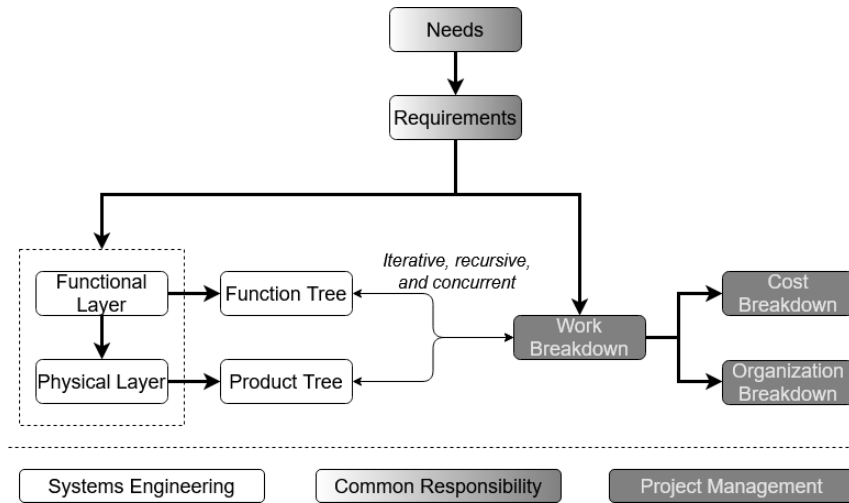 Needs
Requirements
Iterative, recursive,
and concurrent
Functional
Layer
Function Tree
Cost
Breakdown
Work
Breakdown
Physical Layer
Product Tree
Organization
Breakdown
Systems Engineering
Common Responsibility
Project Management